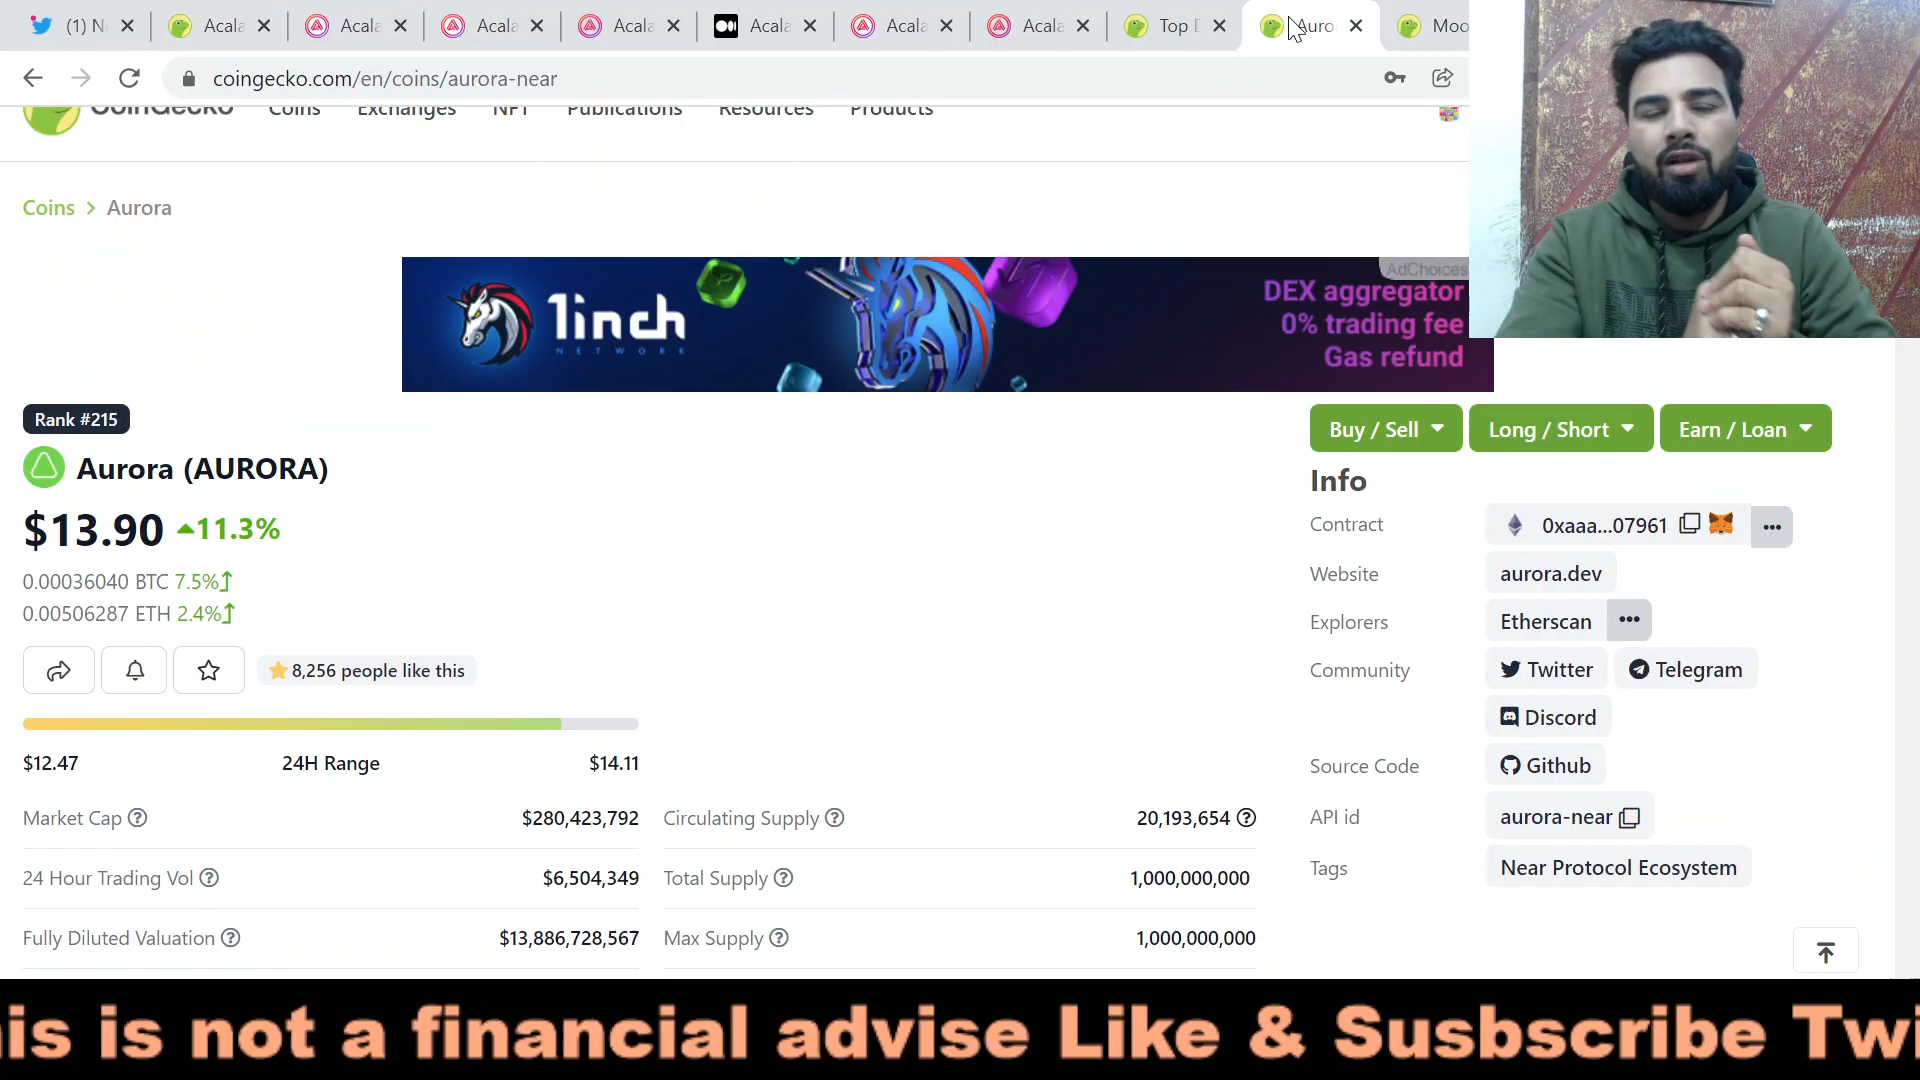 (1) N
Acala
Acala
Acala
Acala
Acala
Acala
Acala
Top D
Auro
Moo
coingecko.com/en/coins/aurora-near
CoinGecko Coins Exchanges NFT Publications Resources Products
Coins > Aurora
AdChoices
1inch
NETWORK
DEX aggregator
0% trading fee
Gas refund
Rank #215
Aurora (AURORA)
$13.90 11.3%
0.00036040 BTC 7.5%
0.00506287 ETH 2.4%
8,256 people like this
$12.47 24H Range $14.11
Market Cap $280,423,792 Circulating Supply 20,193,654
24 Hour Trading Vol $6,504,349 Total Supply 1,000,000,000
Fully Diluted Valuation $13,886,728,567 Max Supply 1,000,000,000
Buy / Sell Long / Short Earn / Loan
Info
Contract 0xaaa...07961
Website aurora.dev
Explorers Etherscan
Community Twitter Telegram
Discord
Source Code Github
API id aurora-near
Tags Near Protocol Ecosystem
his is not a financial advise Like & Susbscribe Twi